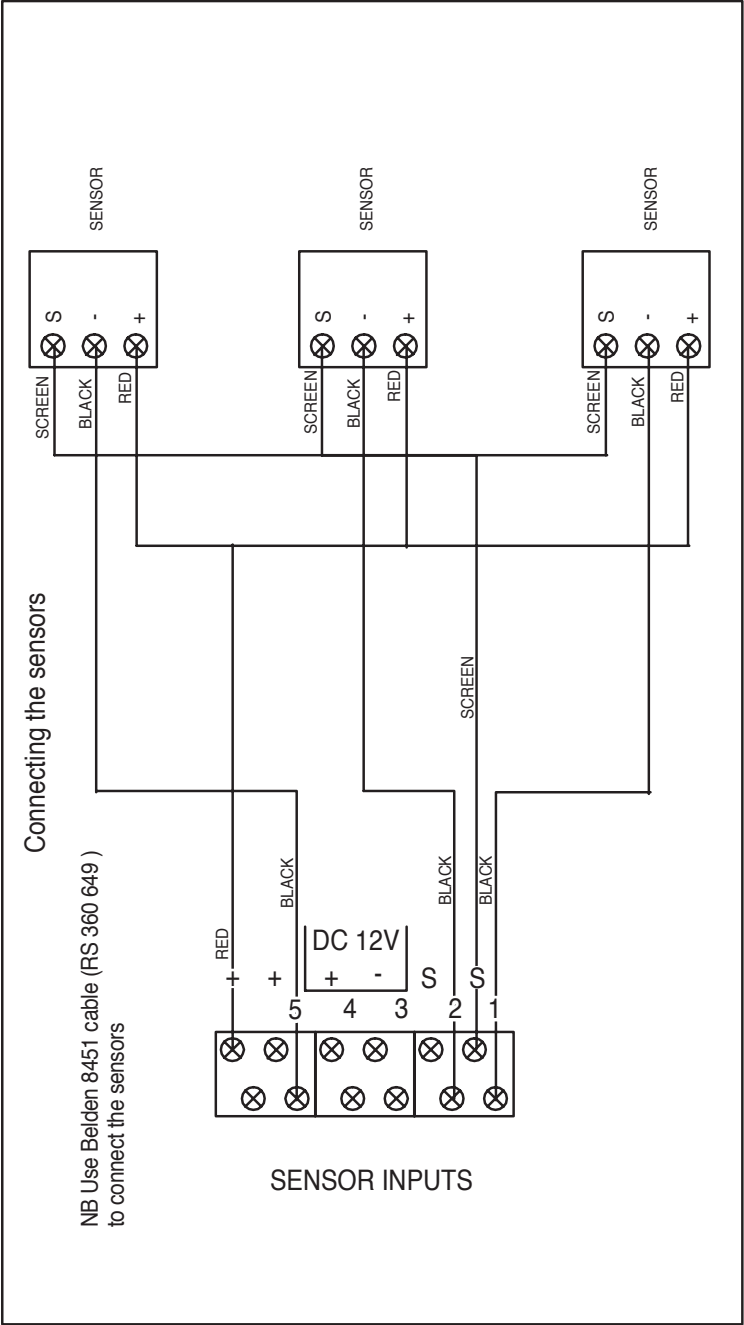 Connecting the sensors
NB Use Belden 8451 cable (RS 360 649 )
to connect the sensors
SENSOR
SENSOR
SENSOR
S
-
+
S
-
+
S
-
+
SCREEN
BLACK
RED
SCREEN
BLACK
RED
SCREEN
BLACK
RED
SCREEN
RED
BLACK
BLACK
BLACK
DC 12V
+ + + - S S
5 4 3 2 1
SENSOR INPUTS